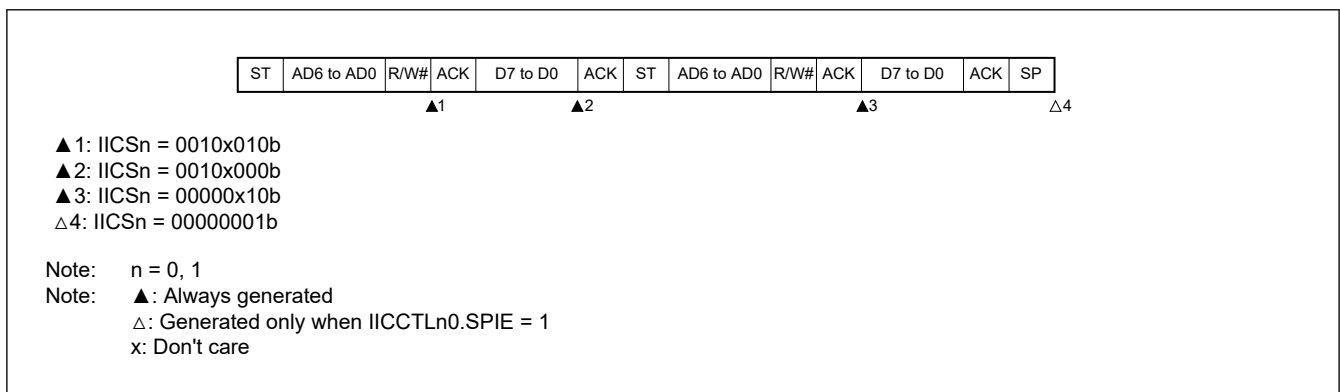 ST AD6 to AD0 R/W# ACK D7 to D0 ACK ST AD6 to AD0 R/W# ACK D7 to D0 ACK SP
▲1 ▲2 ▲3 △4
▲1: IICSn = 0010x010b
▲2: IICSn = 0010x000b
▲3: IICSn = 00000x10b
△4: IICSn = 00000001b
Note: n = 0, 1
Note: ▲: Always generated
△: Generated only when IICCTLn0.SPIE = 1
x: Don't care